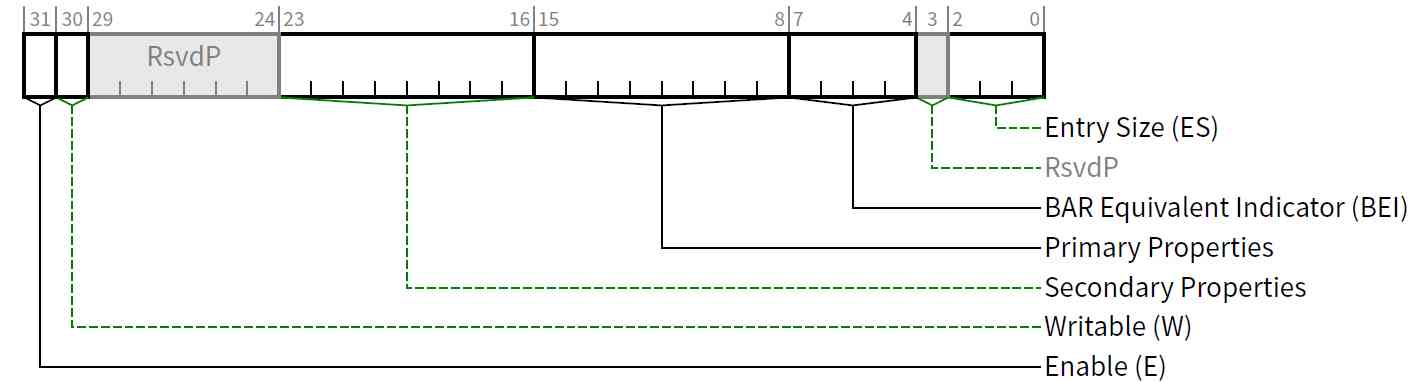 31 30 29 24 23 16 15 8 7 4 3 2 0
RsvdP
Entry Size (ES)
RsvdP
BAR Equivalent Indicator (BEI)
Primary Properties
Secondary Properties
Writable (W)
Enable (E)